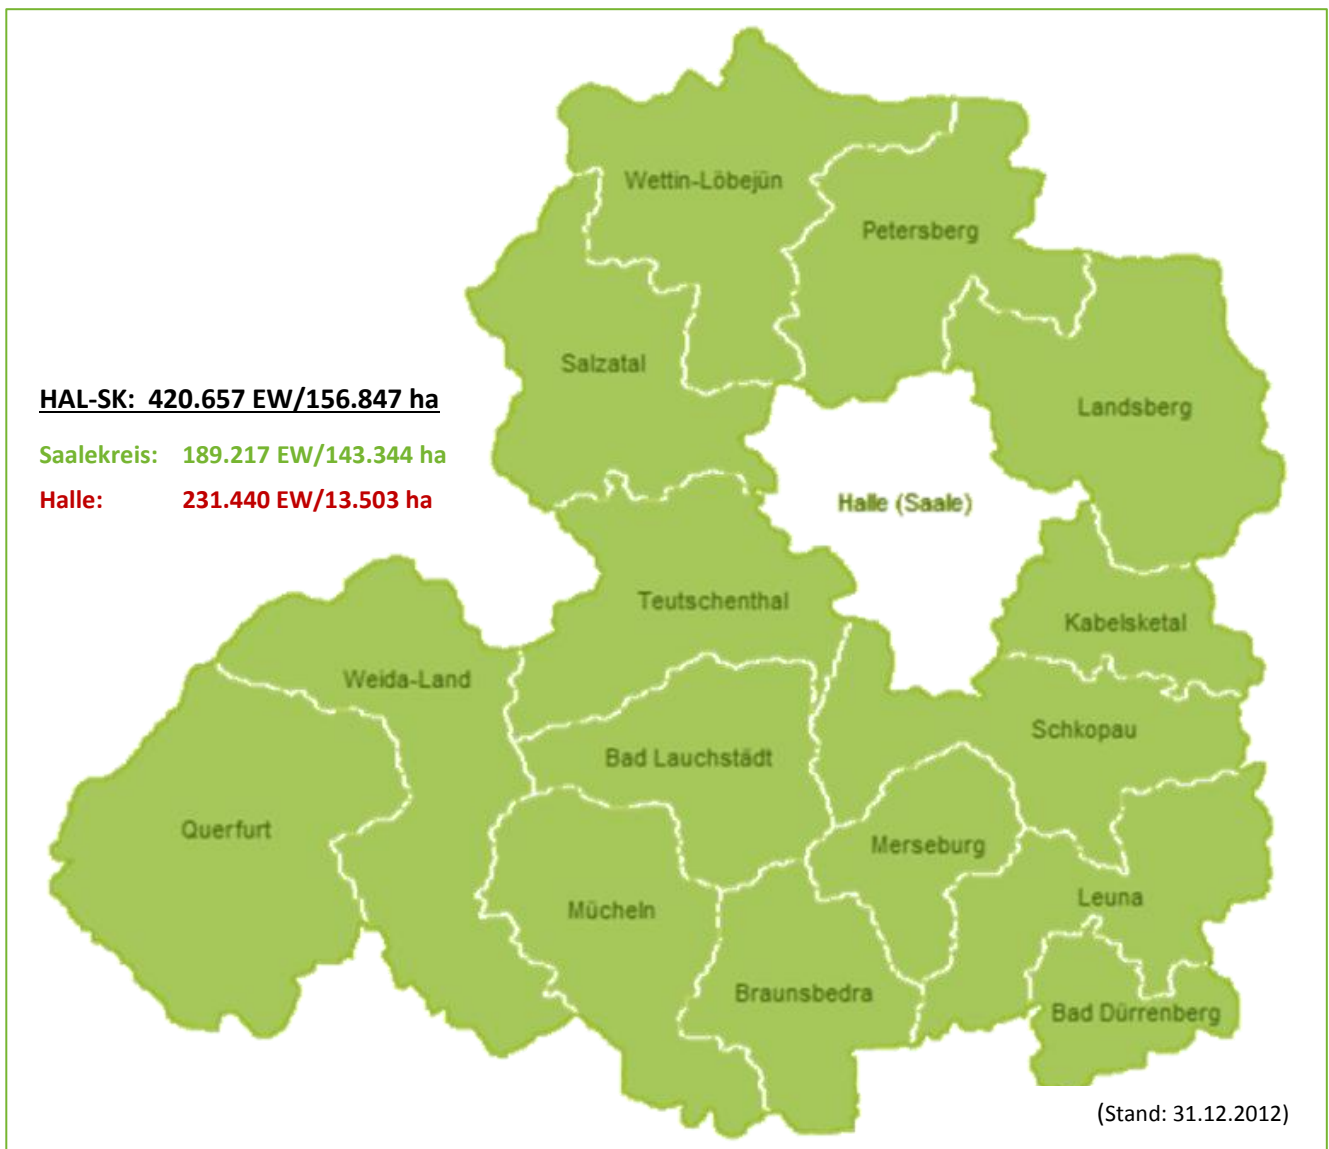 Wettin-Löbejün
Petersberg
Salzatal
HAL-SK: 420.657 EW/156.847 ha
Landsberg
Saalekreis: 189.217 EW/143.344 ha
Halle: 231.440 EW/13.503 ha
Halle (Saale)
Teutschenthal
Kabelsketal
Weida-Land
Schkopau
Bad Lauchstädt
Querfurt
Merseburg
Leuna
Mücheln
Braunsbedra
Bad Dürrenberg
(Stand: 31.12.2012)